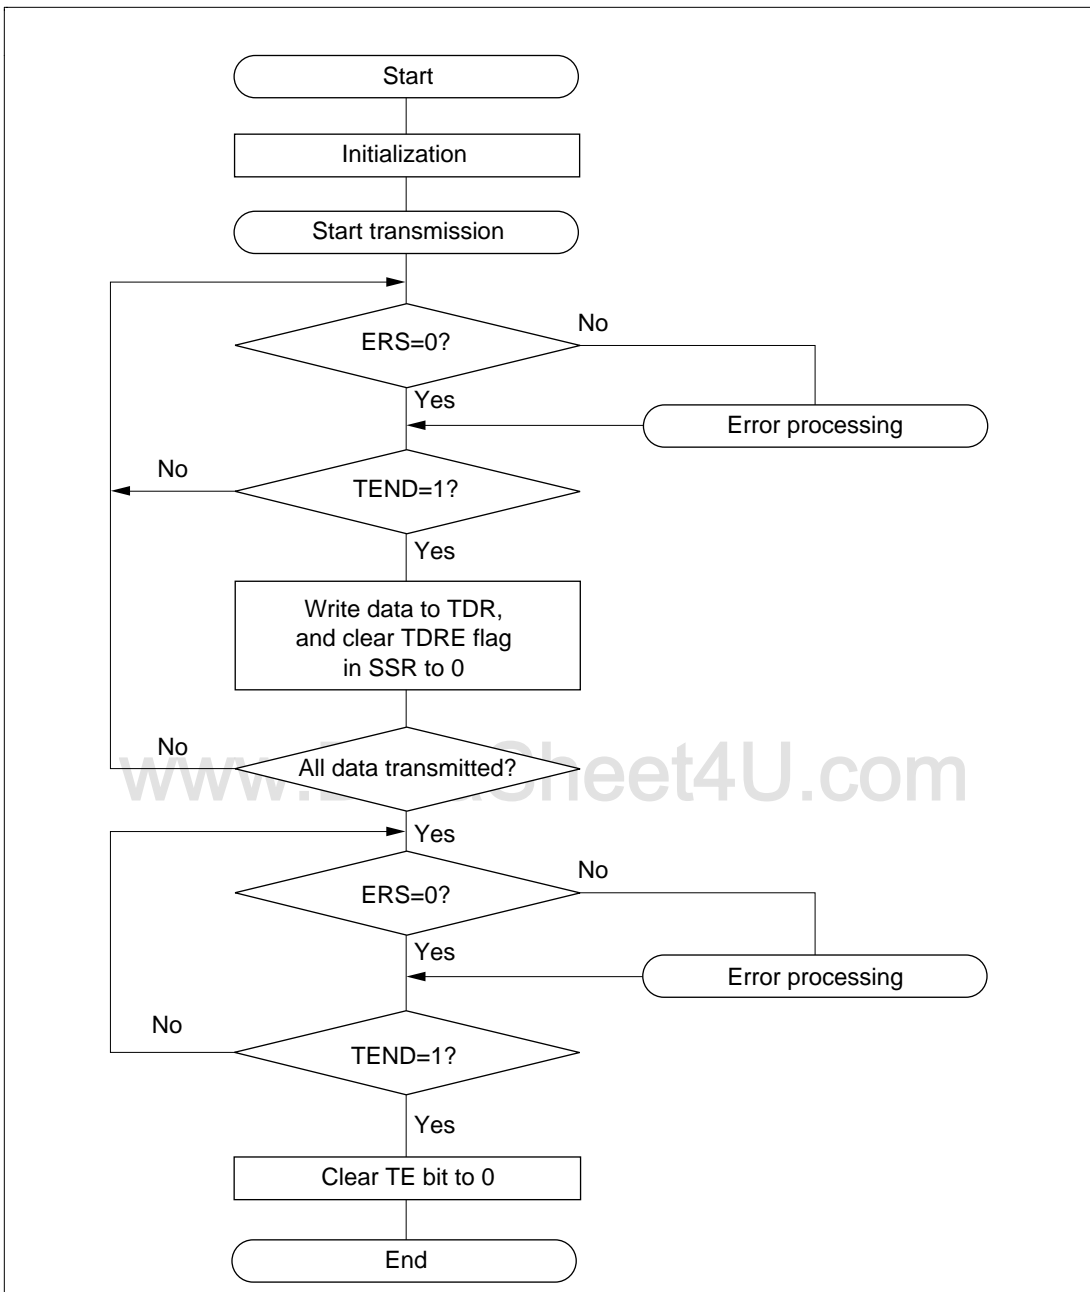 Start
Initialization
Start transmission
ERS=0?
No
Yes
Error processing
No
TEND=1?
Yes
Write data to TDR,
and clear TDRE flag
in SSR to 0
No
All data transmitted?
www.DataSheet4U.com
Yes
ERS=0?
No
Yes
Error processing
No
TEND=1?
Yes
Clear TE bit to 0
End